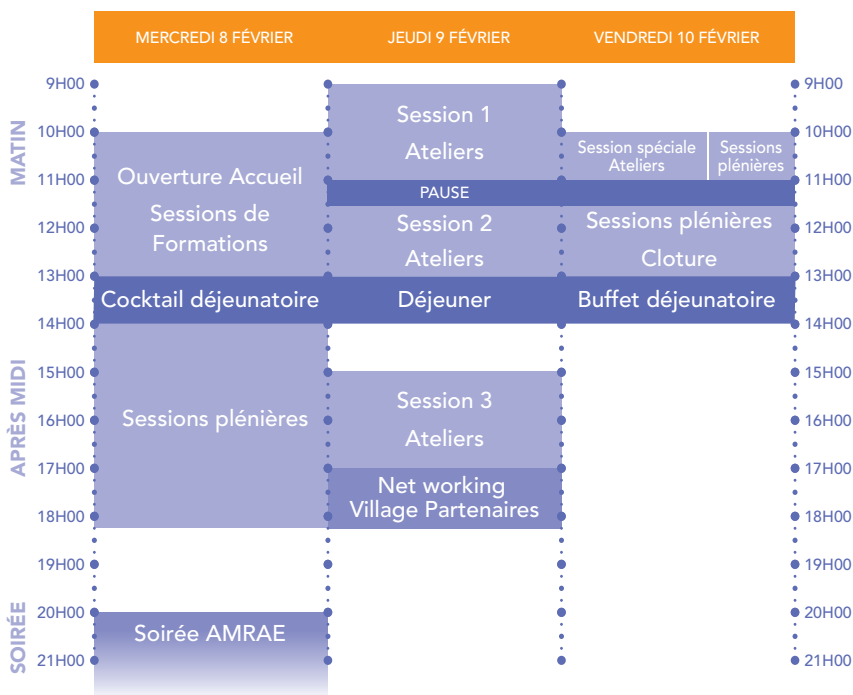 MERCREDI 8 FÉVRIER
JEUDI 9 FÉVRIER
VENDREDI 10 FÉVRIER
MATIN
APRÈS MIDI
SOIRÉE
9H00
10H00
11H00
12H00
13H00
14H00
15H00
16H00
17H00
18H00
19H00
20H00
21H00
Ouverture Accueil
Sessions de
Formations
Cocktail déjeunatoire
Sessions plénières
Soirée AMRAE
Session 1
Ateliers
PAUSE
Session 2
Ateliers
Déjeuner
Session 3
Ateliers
Net working
Village Partenaires
Session spéciale
Ateliers
Sessions
plénières
Sessions plénières
Cloture
Buffet déjeunatoire
9H00
10H00
11H00
12H00
13H00
14H00
15H00
16H00
17H00
18H00
19H00
20H00
21H00